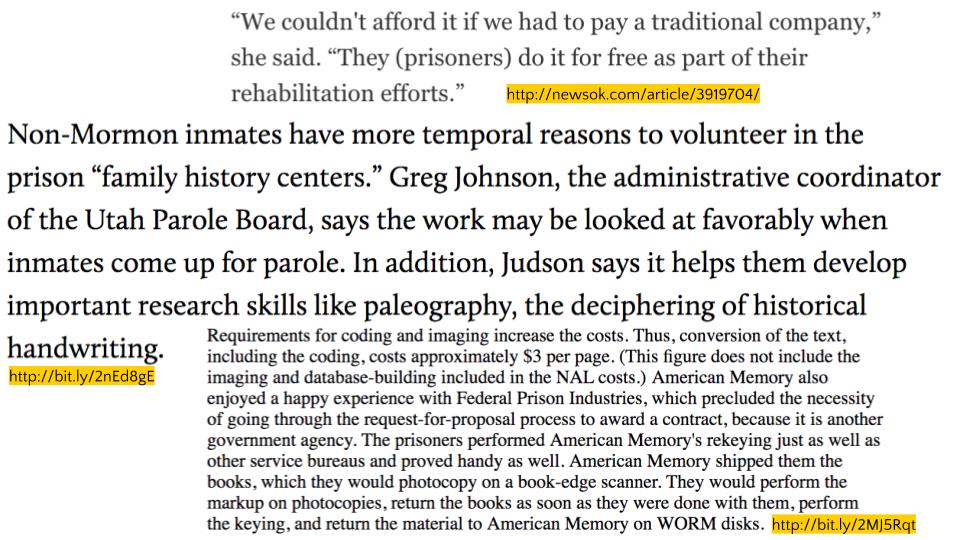 “We couldn't afford it if we had to pay a traditional company,”
she said. “They (prisoners) do it for free as part of their
rehabilitation efforts.”
http://newsok.com/article/3919704/
Non-Mormon inmates have more temporal reasons to volunteer in the
prison “family history centers.” Greg Johnson, the administrative coordinator
of the Utah Parole Board, says the work may be looked at favorably when
inmates come up for parole. In addition, Judson says it helps them develop
important research skills like paleography, the deciphering of historical
handwriting.
http://bit.ly/2nEd8gE
Requirements for coding and imaging increase the costs. Thus, conversion of the text,
including the coding, costs approximately $3 per page. (This figure does not include the
imaging and database-building included in the NAL costs.) American Memory also
enjoyed a happy experience with Federal Prison Industries, which precluded the necessity
of going through the request-for-proposal process to award a contract, because it is another
government agency. The prisoners performed American Memory's rekeying just as well as
other service bureaus and proved handy as well. American Memory shipped them the
books, which they would photocopy on a book-edge scanner. They would perform the
markup on photocopies, return the books as soon as they were done with them, perform
the keying, and return the material to American Memory on WORM disks.
http://bit.ly/2MJ5Rqt